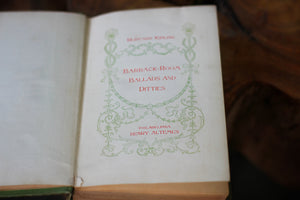 Rudyard Kipling
Barrack-Room
Ballads and
Ditties
Philadelphia
Henry Altemus